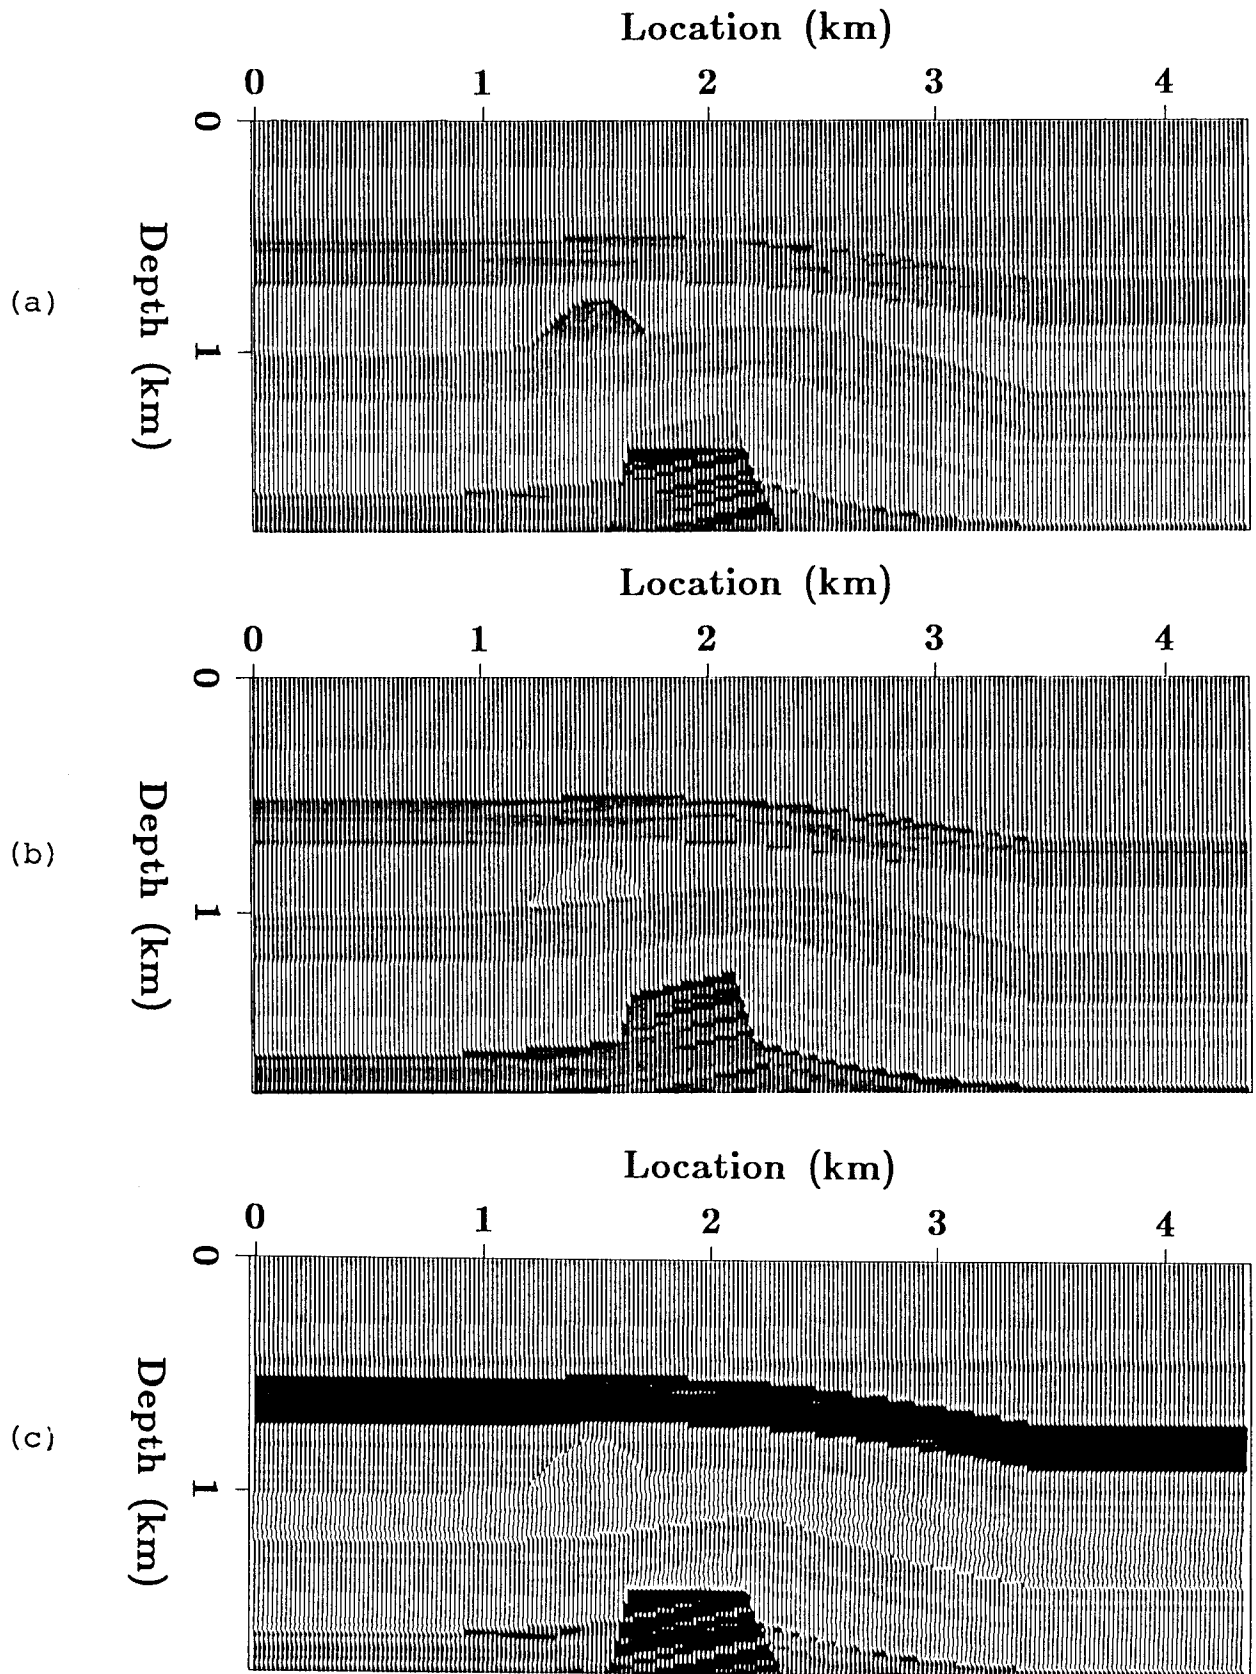 Location (km)
0 1 2 3 4
0
1
Depth (km)
(a)
Location (km)
0 1 2 3 4
0
1
Depth (km)
(b)
Location (km)
0 1 2 3 4
0
1
Depth (km)
(c)